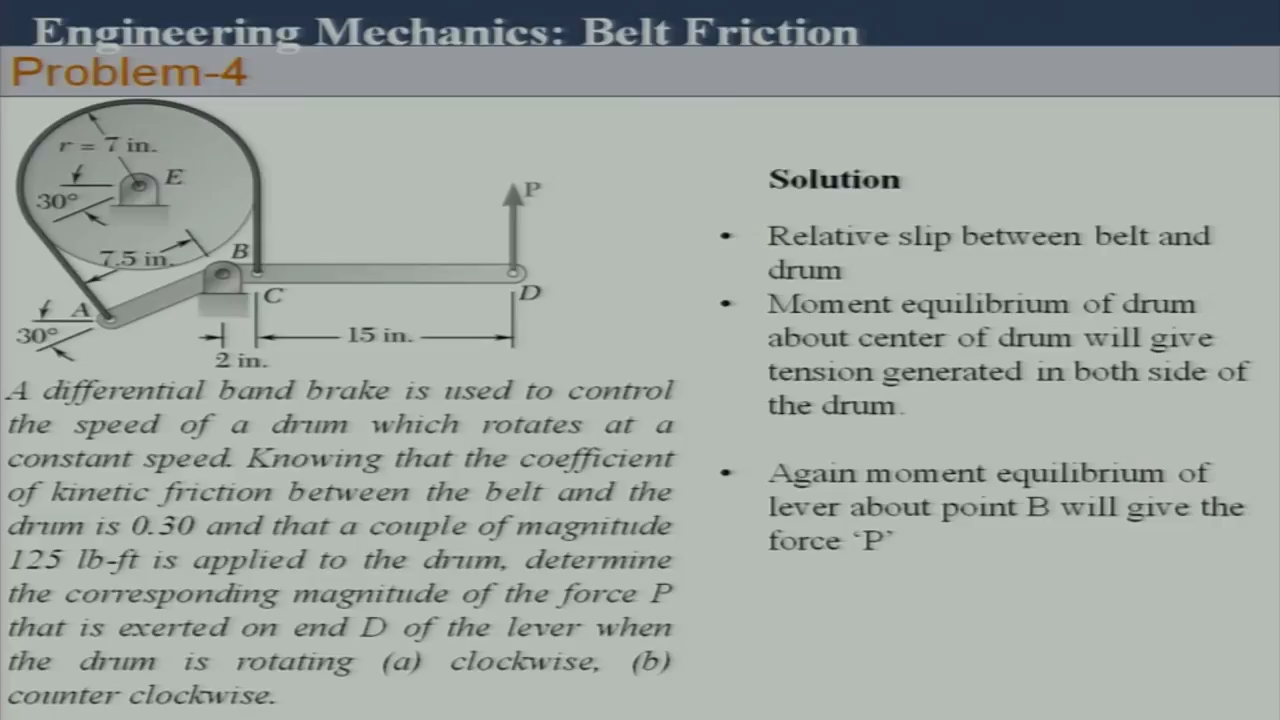 Engineering Mechanics: Belt Friction
Problem-4
r = 7 in.
E
30°
P
7.5 in.
B
A
C
D
30°
15 in.
2 in.
A differential band brake is used to control
the speed of a drum which rotates at a
constant speed. Knowing that the coefficient
of kinetic friction between the belt and the
drum is 0.30 and that a couple of magnitude
125 lb-ft is applied to the drum, determine
the corresponding magnitude of the force P
that is exerted on end D of the lever when
the drum is rotating (a) clockwise, (b)
counter clockwise.
Solution
• Relative slip between belt and
drum
• Moment equilibrium of drum
about center of drum will give
tension generated in both side of
the drum.
• Again moment equilibrium of
lever about point B will give the
force ‘P’